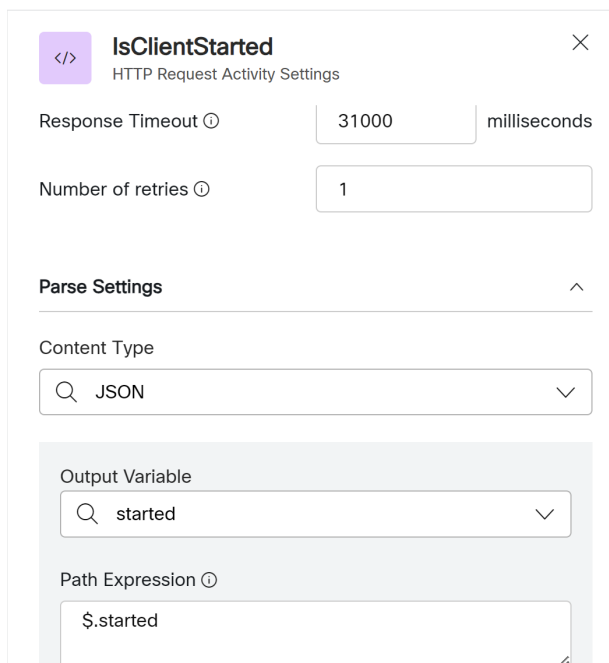 </>
IsClientStarted
HTTP Request Activity Settings
Response Timeout
31000 milliseconds
Number of retries
1
Parse Settings
Content Type
JSON
Output Variable
started
Path Expression
$.started